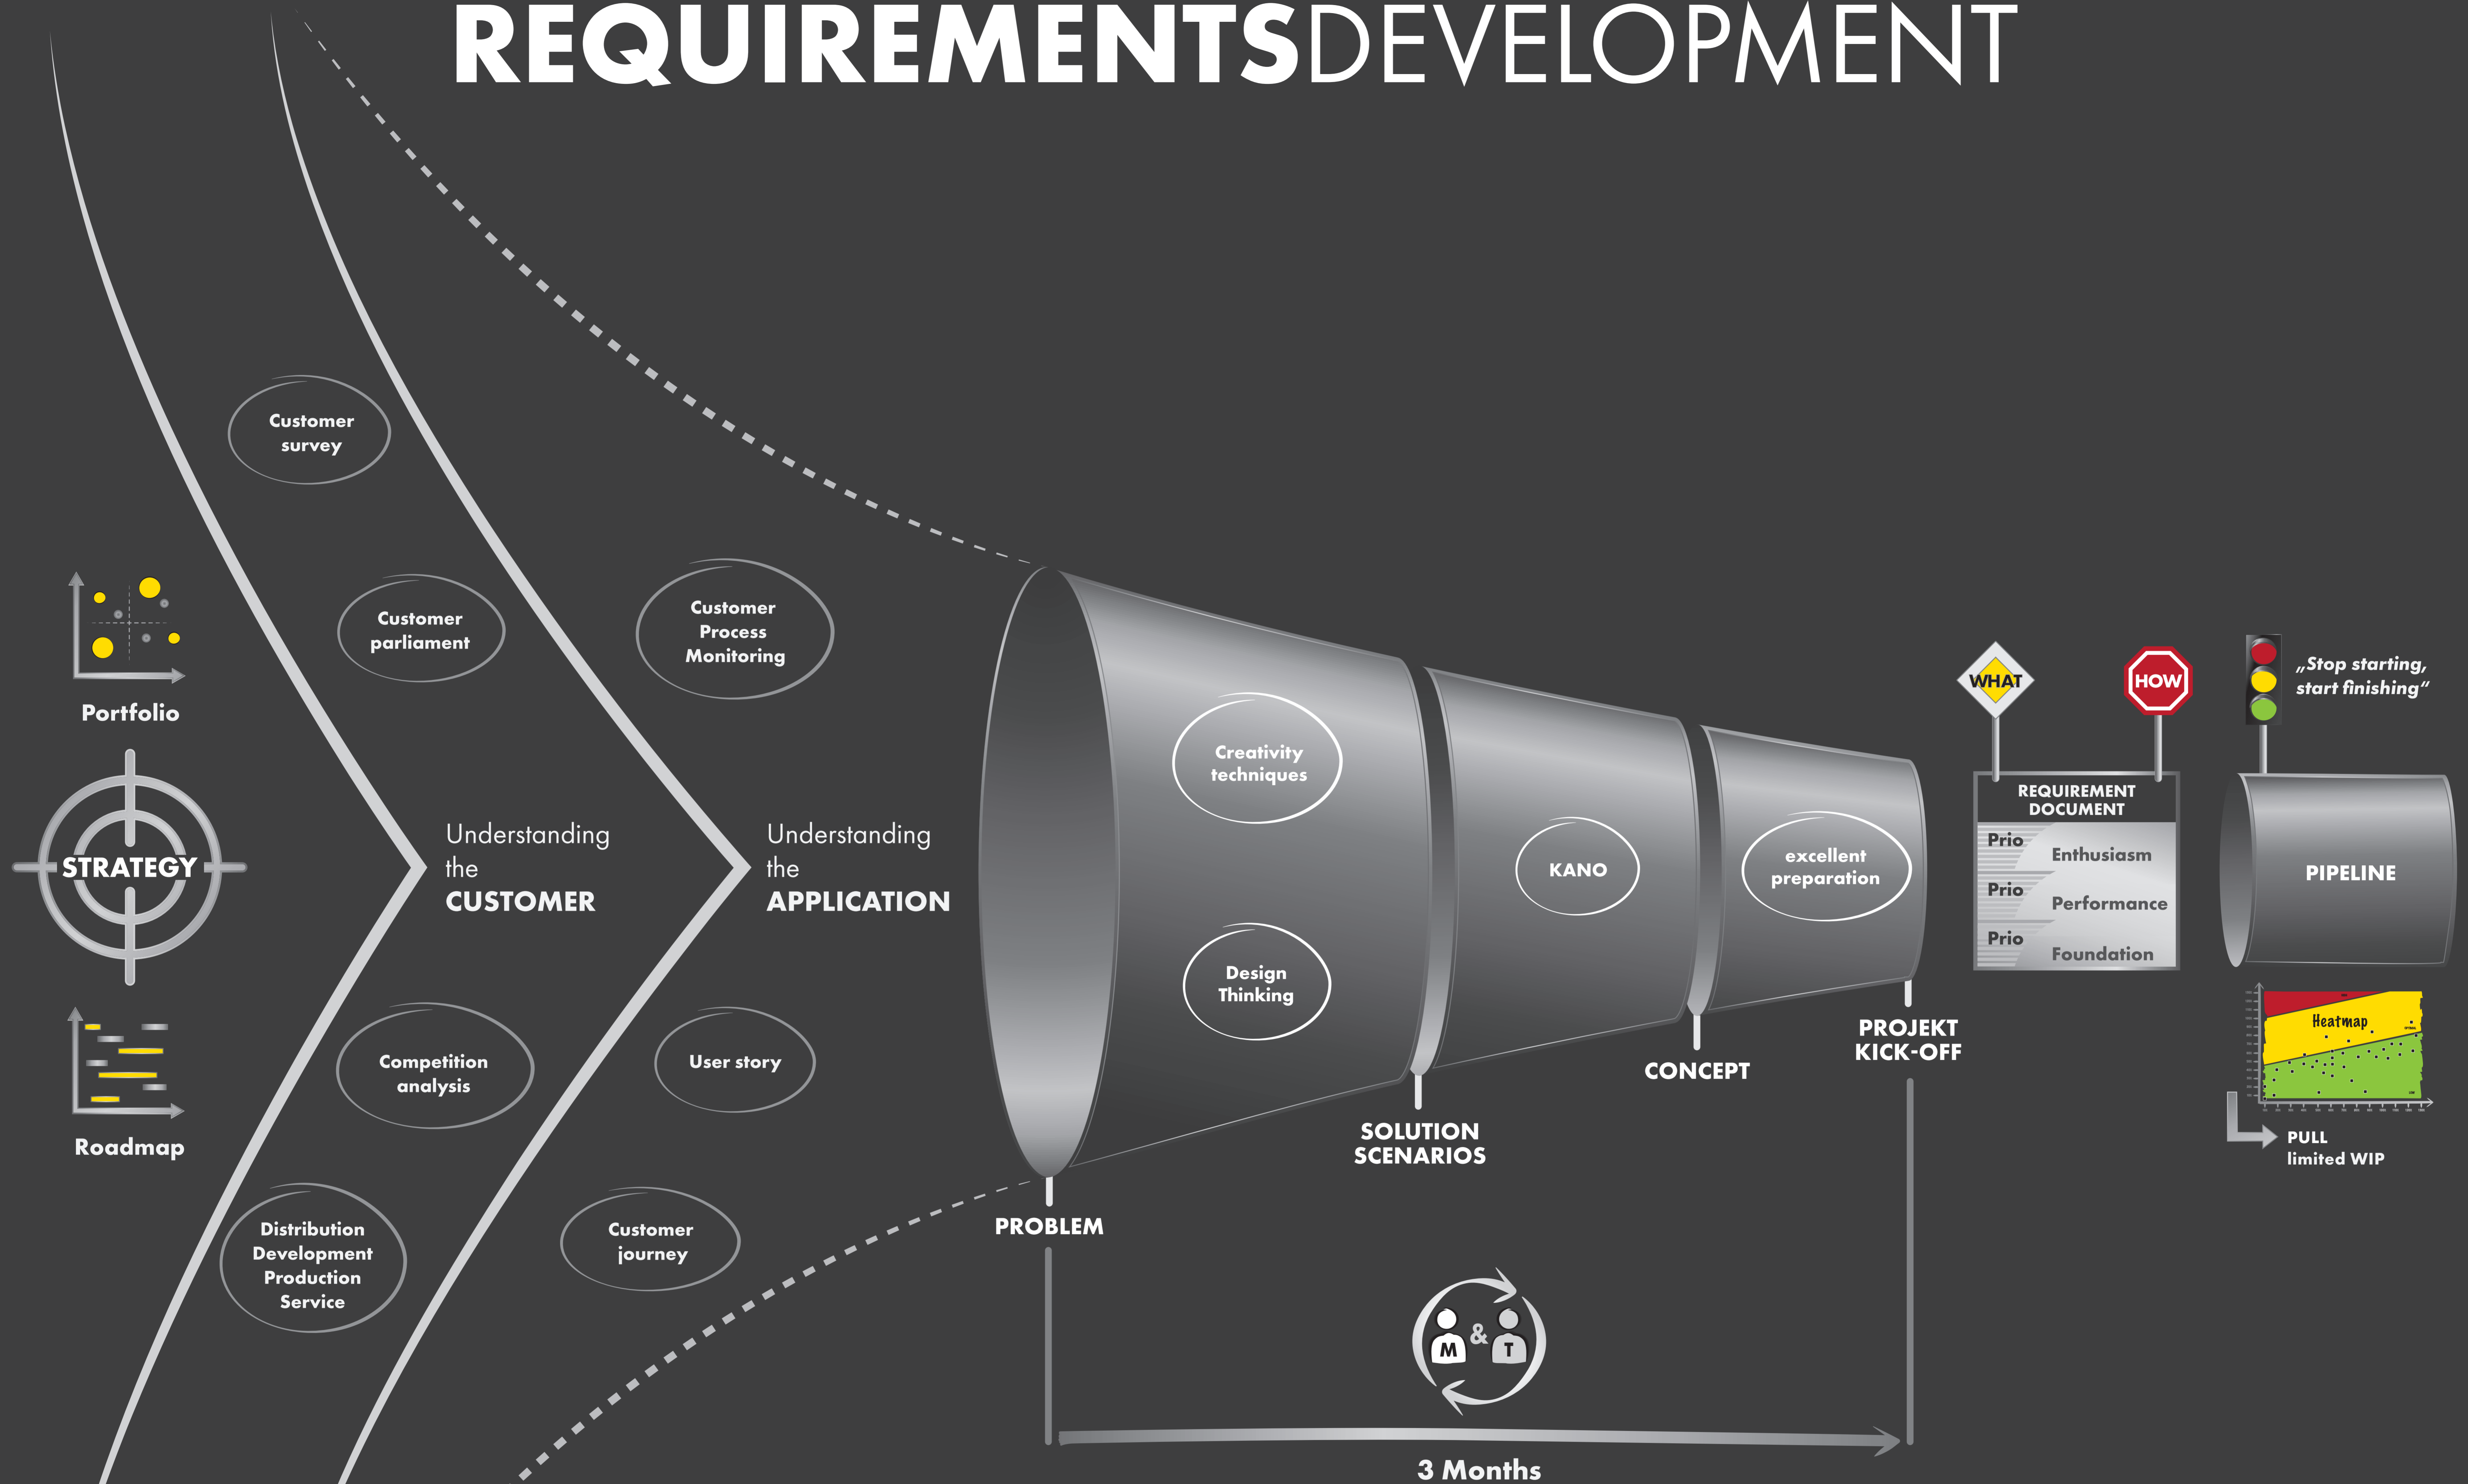 REQUIREMENTSDEVELOPMENT
Portfolio
STRATEGY
Roadmap
Customer
survey
Customer
parliament
Understanding
the
CUSTOMER
Competition
analysis
Distribution
Development
Production
Service
Customer
Process
Monitoring
Understanding
the
APPLICATION
User story
Customer
journey
Creativity
techniques
Design
Thinking
KANO
excellent
preparation
PROBLEM
SOLUTION
SCENARIOS
CONCEPT
PROJEKT
KICK-OFF
M & T
3 Months
WHAT
HOW
REQUIREMENT
DOCUMENT
Prio
Enthusiasm
Prio
Performance
Prio
Foundation
„Stop starting,
start finishing“
PIPELINE
Heatmap
PULL
limited WIP